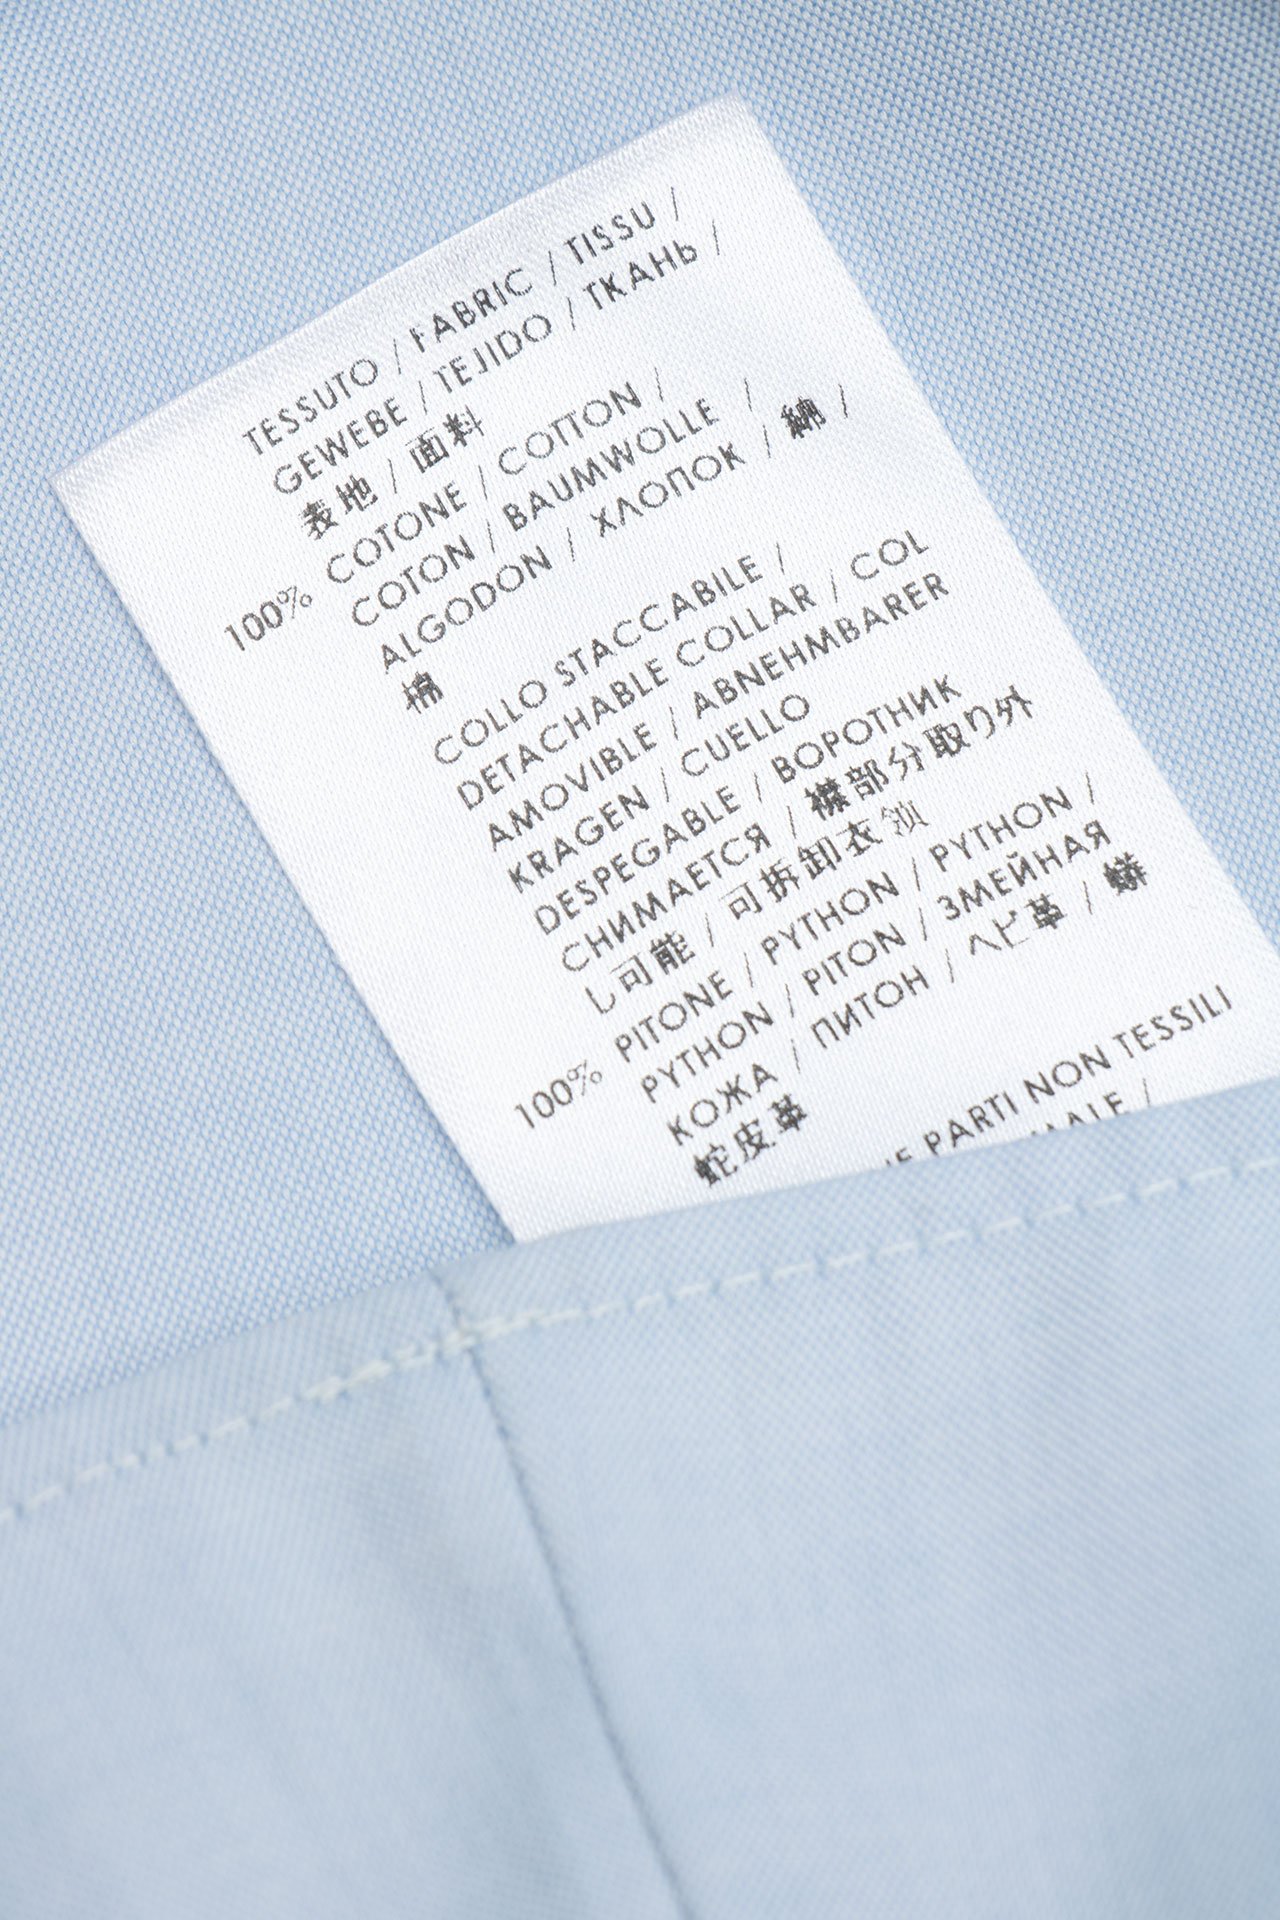 TESSUTO / FABRIC / TISSU /
GEWEBE / TEJIDO / ТКАНЬ /
表地 / 面料
100% COTONE / COTTON /
COTON / BAUMWOLLE /
ALGODON / ХЛОПОК / 綿 /
棉
COLLO STACCABILE /
DETACHABLE COLLAR / COL
AMOVIBLE / ABNEHMBARER
KRAGEN / CUELLO
DESPEGABLE / ВОРОТНИК
СНИМАЕТСЯ / 襟部分取り外
し可能 / 可拆卸衣领
100% PITONE / PYTHON / PYTHON /
PYTHON / PITON / ЗМЕЙНАЯ
КОЖА / ПИТОН / ヘビ革 / 蟒
蛇皮革
PARTI NON TESSILI